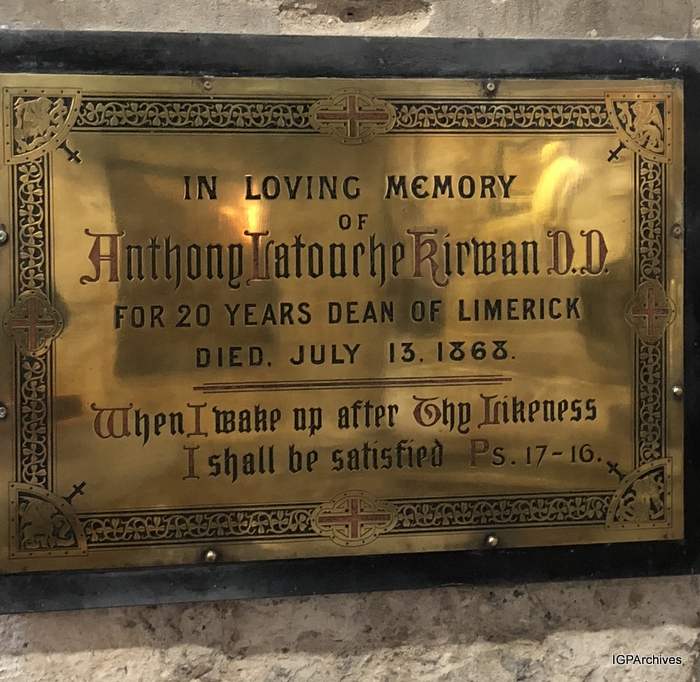 IN LOVING MEMORY
OF
Anthony Latouche Kirwan D.D.
FOR 20 YEARS DEAN OF LIMERICK
DIED, JULY 13, 1868.
When I wake up after Thy Likeness
I shall be satisfied Ps. 17-16.
IGPArchives